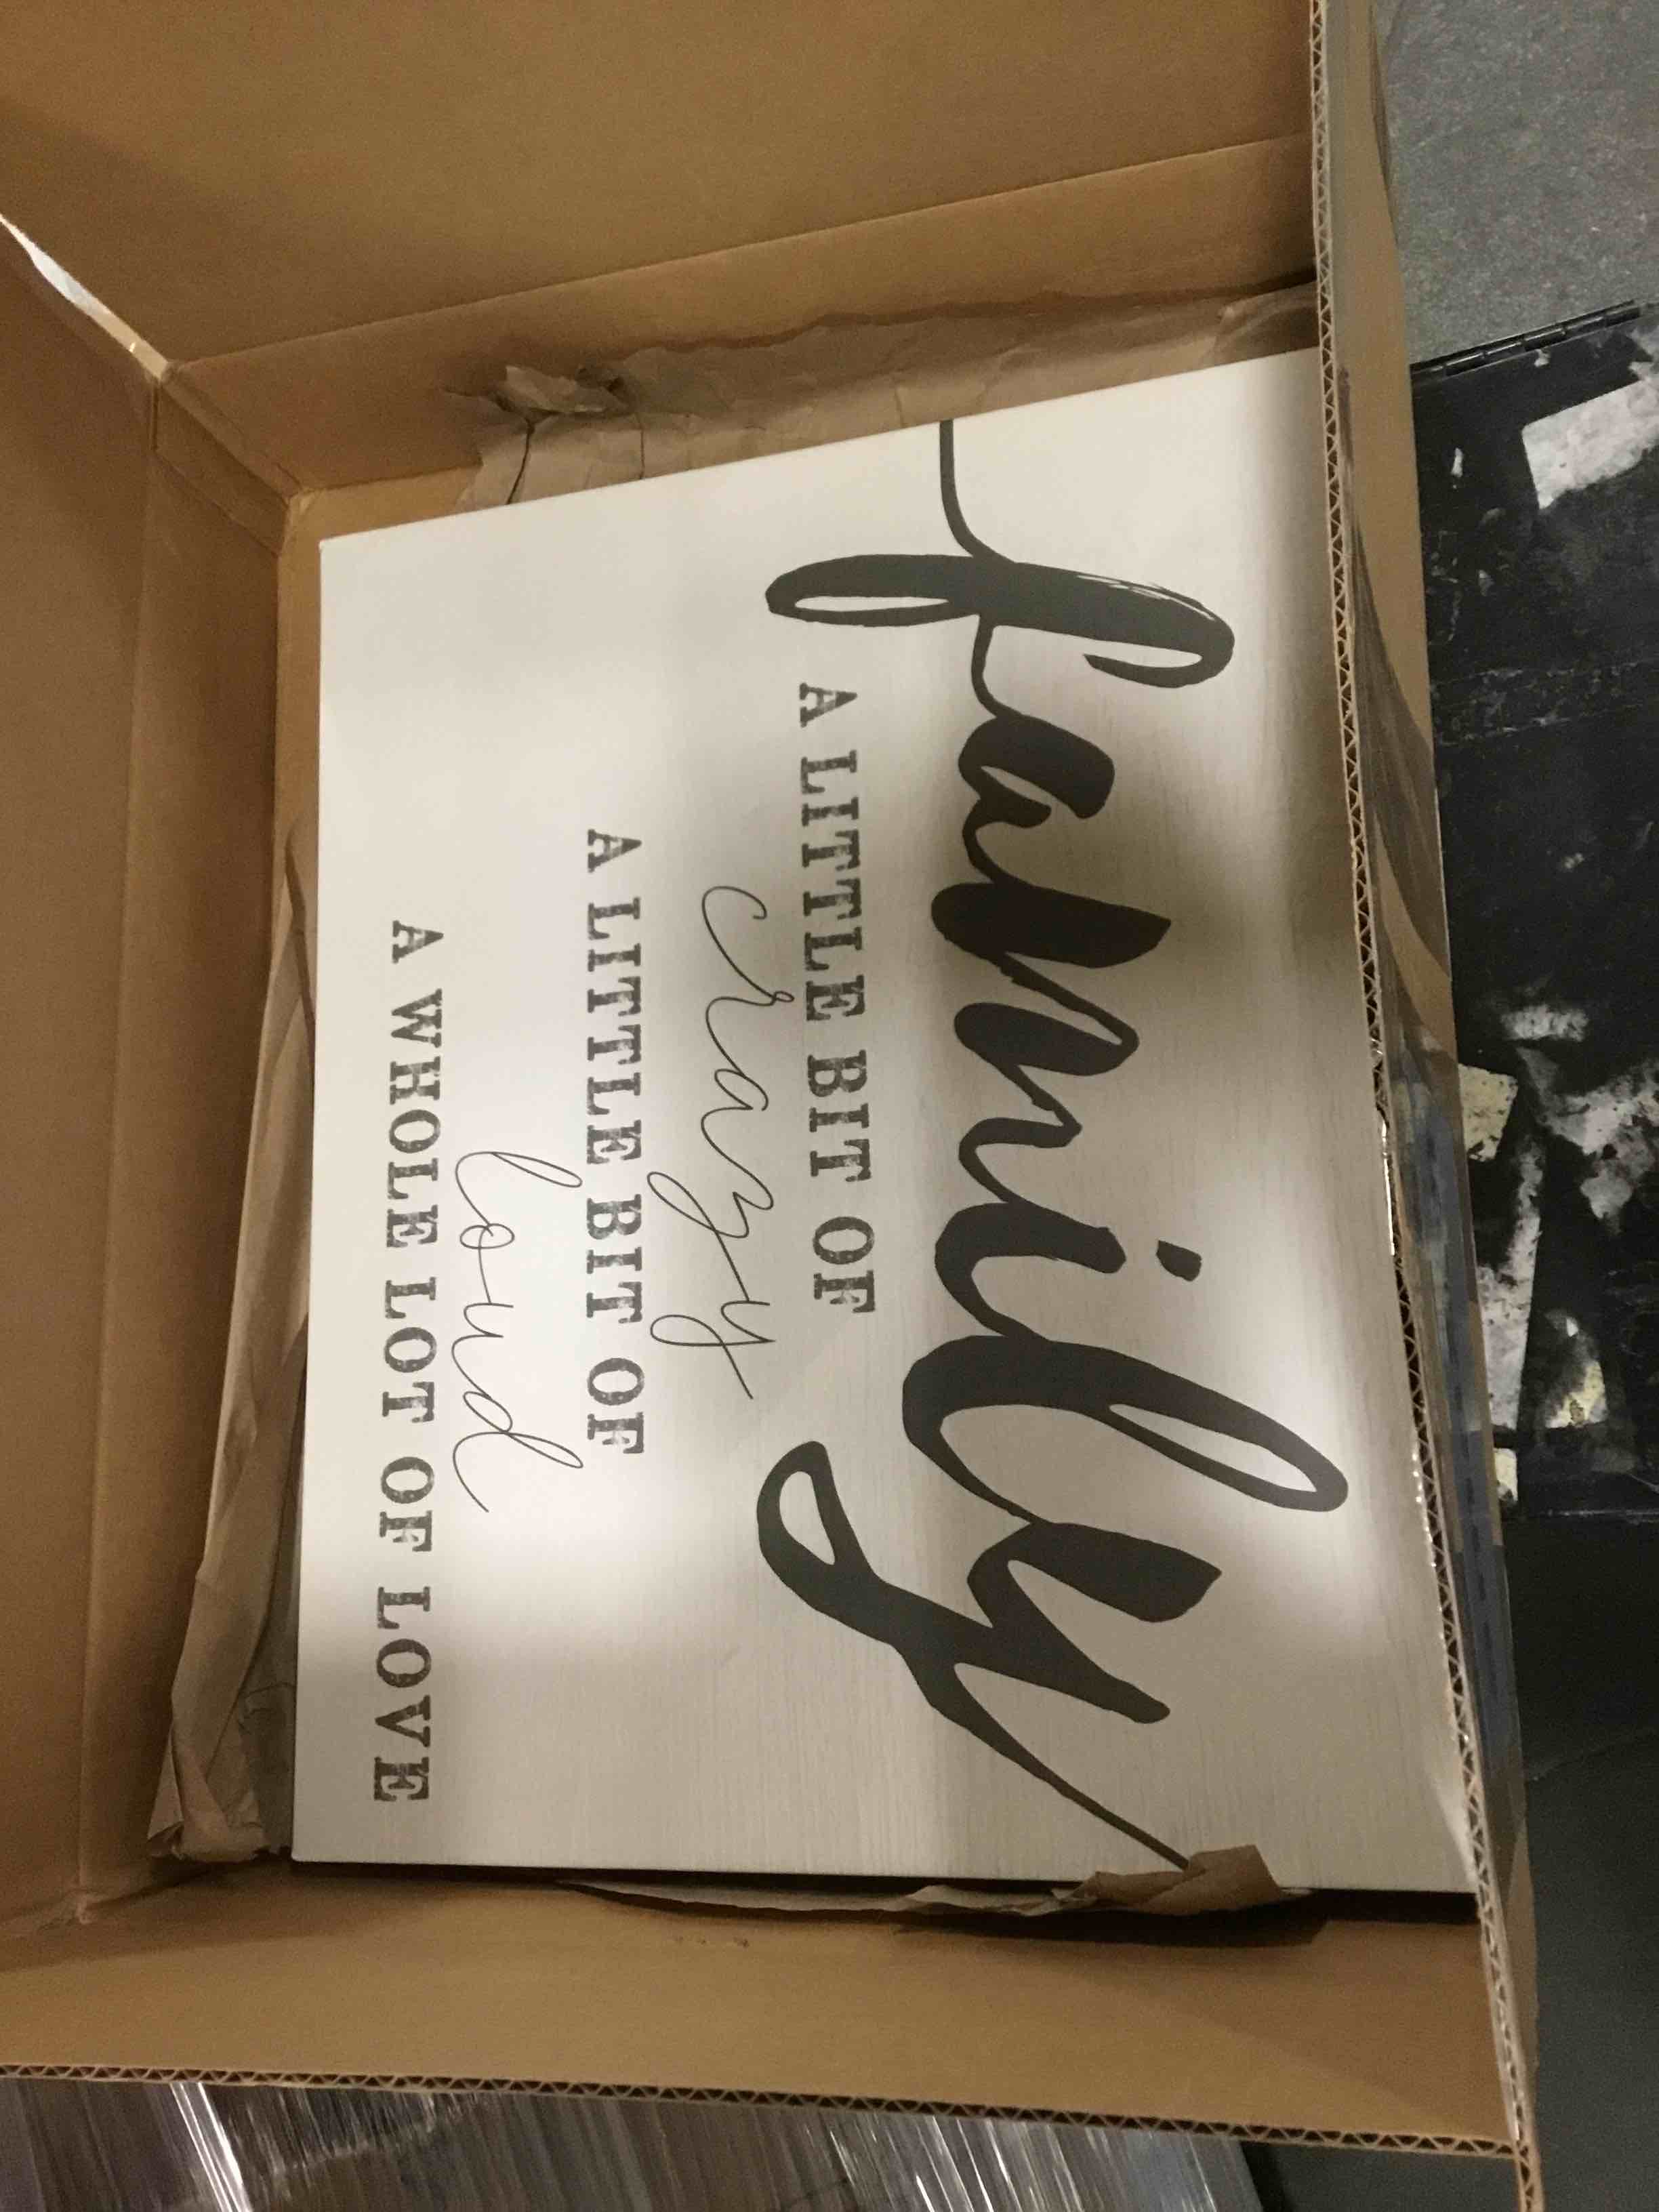 family
A LITTLE BIT OF
crazy
A LITTLE BIT OF
loud
A WHOLE LOT OF LOVE